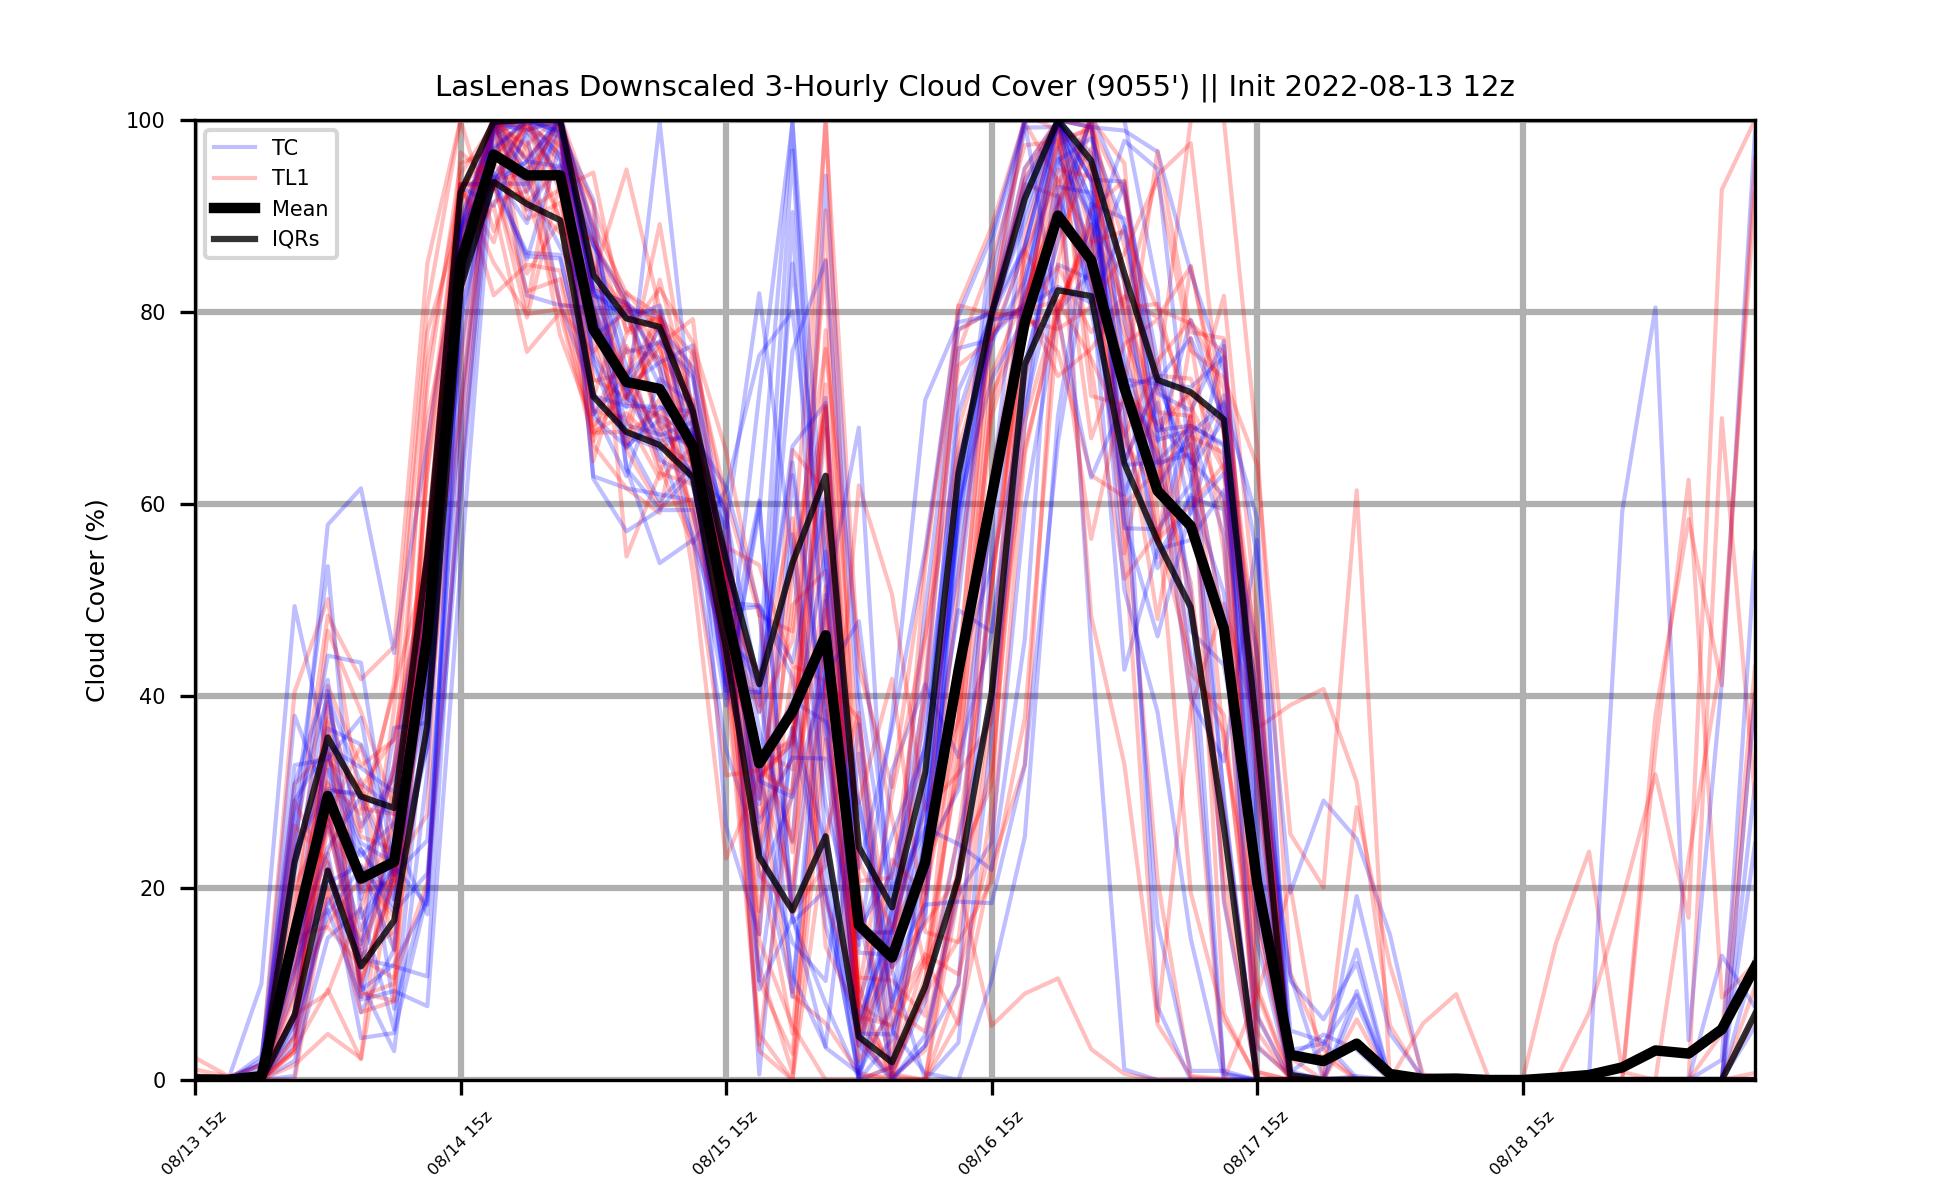 LasLenas Downscaled 3-Hourly Cloud Cover (9055') || Init 2022-08-13 12z
TC
TL1
Mean
IQRs
Cloud Cover (%)
100
80
60
40
20
0
08/13 15z
08/14 15z
08/15 15z
08/16 15z
08/17 15z
08/18 15z